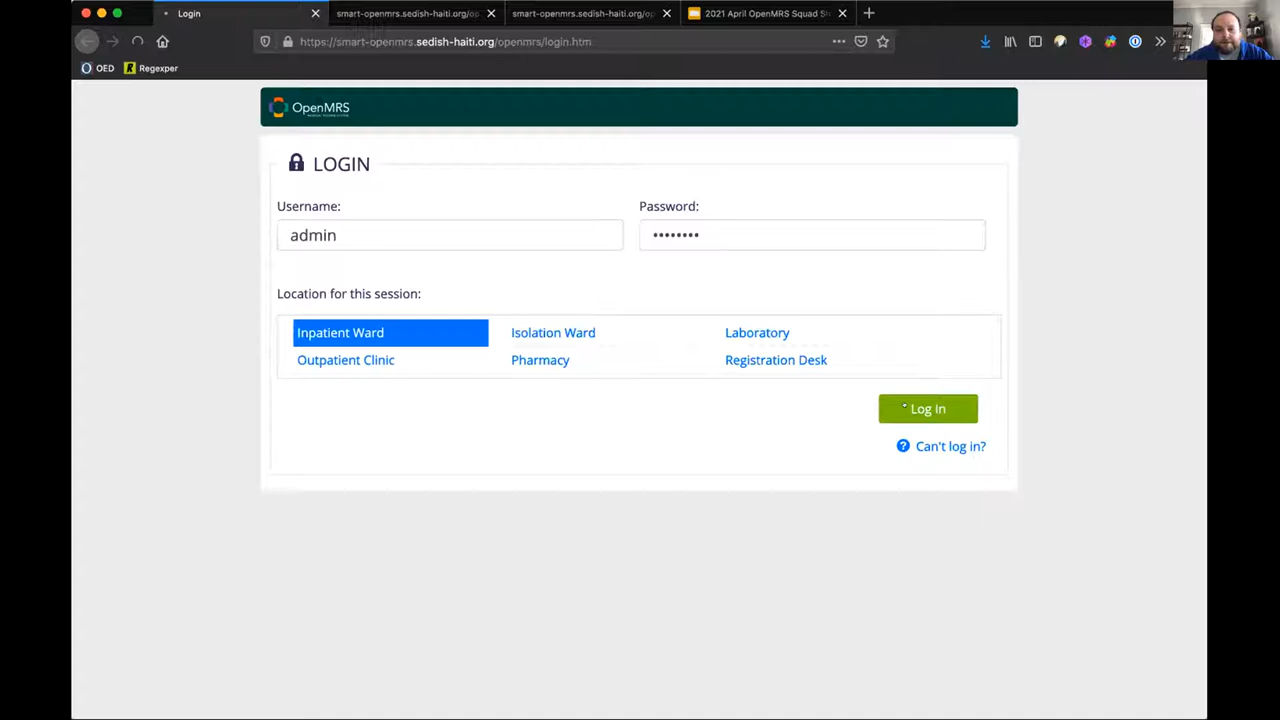 Login
smart-openmrs.sedish-haiti.org/op
smart-openmrs.sedish-haiti.org/op
2021 April OpenMRS Squad S
https://smart-openmrs.sedish-haiti.org/openmrs/login.htm
OED
Regexper
OpenMRS
LOGIN
Username:
Password:
admin
••••••••
Location for this session:
Inpatient Ward
Isolation Ward
Laboratory
Outpatient Clinic
Pharmacy
Registration Desk
Log In
Can't log in?